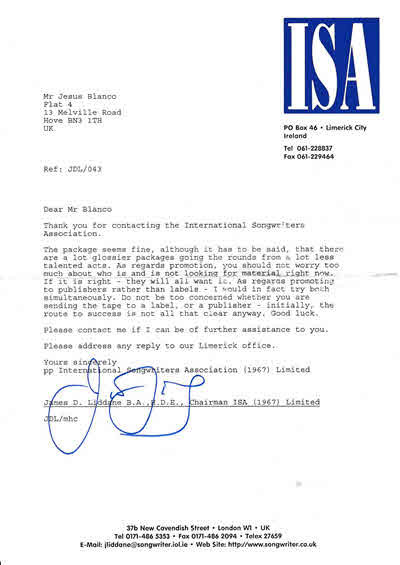 ISA
PO Box 46 • Limerick City
Ireland
Tel 061-228837
Fax 061-229464
Mr Jesus Blanco
Flat 4
13 Melville Road
Hove BN3 1TH
UK
Ref: JDL/043
Dear Mr Blanco
Thank you for contacting the International Songwriters
Association.
The package seems fine, although it has to be said, that there
are a lot glossier packages going the rounds from a lot less
talented acts. As regards promotion, you should not worry too
much about who is and is not looking for material right now.
If it is right - they will all want it. As regards promoting
to publishers rather than labels - I would in fact try both
simultaneously. Do not be too concerned whether you are
sending the tape to a label, or a publisher - initially, the
route to success is not all that clear anyway. Good luck.
Please contact me if I can be of further assistance to you.
Please address any reply to our Limerick office.
Yours sincerely
pp International Songwriters Association (1967) Limited
James D. Liddane B.A., H.D.E., Chairman ISA (1967) Limited
JDL/mhc
37b New Cavendish Street • London W1 • UK
Tel 0171-486 5353 • Fax 0171-486 2094 • Telex 27659
E-Mail: jliddane@songwriter.iol.ie • Web Site: http://www.songwriter.co.uk